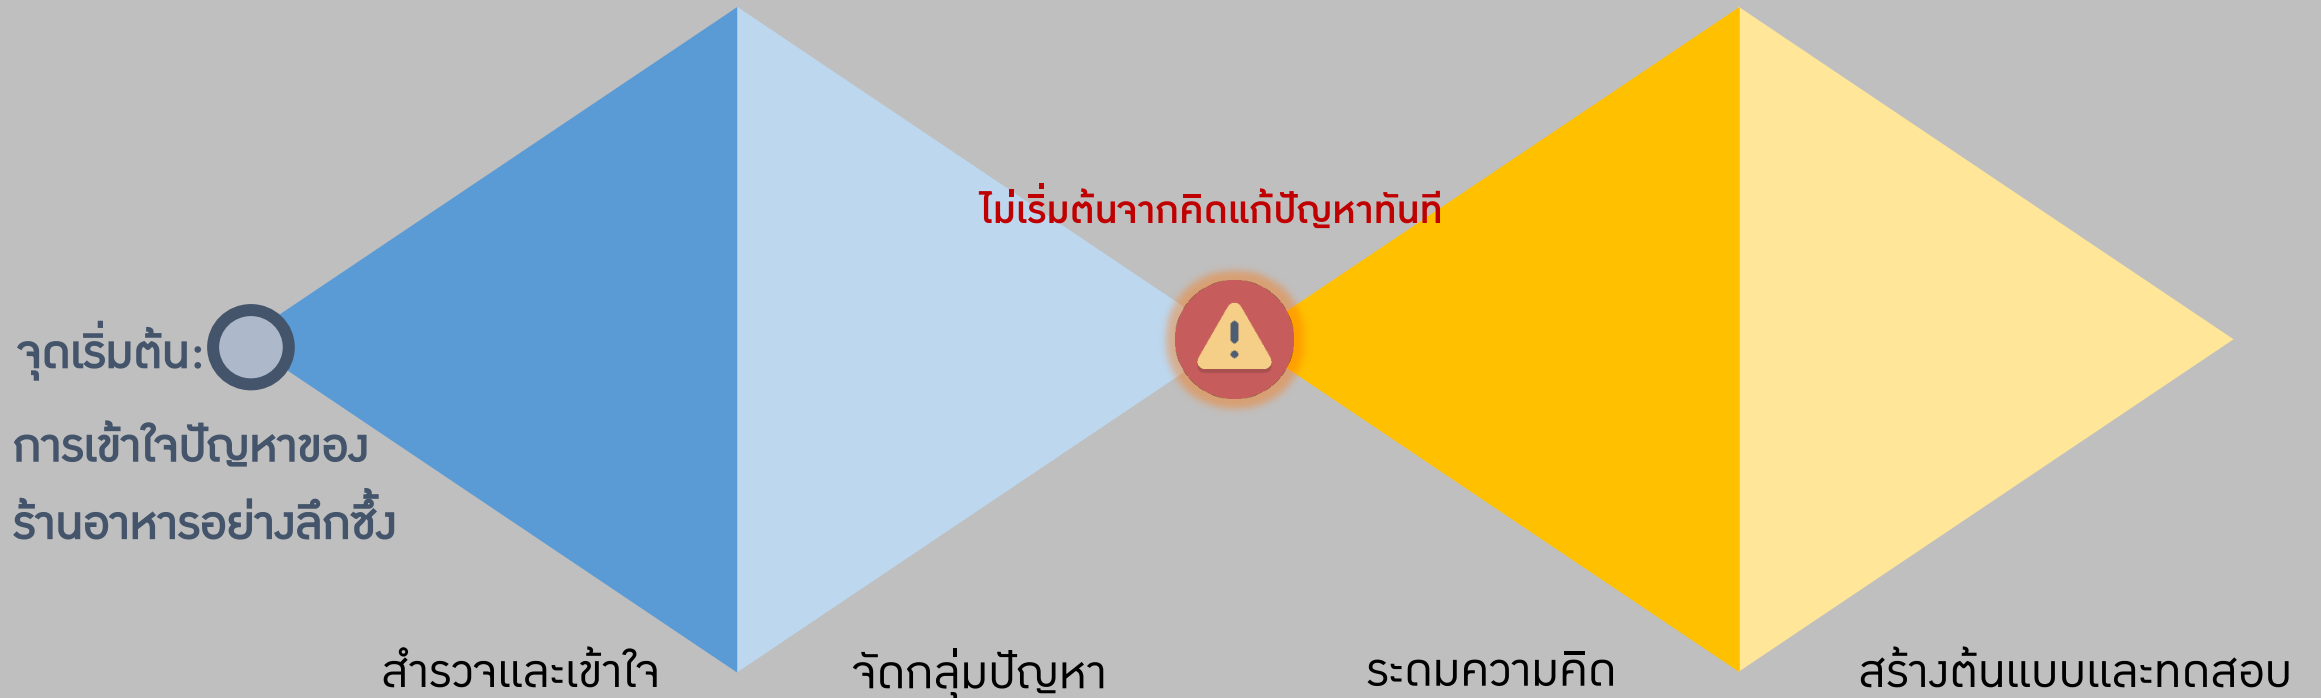 ไม่เริ่มต้นจากคิดแก้ปัญหาทันที
จุดเริ่มต้น:
การเข้าใจปัญหาของ
ร้านอาหารอย่างลึกซึ้ง
สำรวจและเข้าใจ
จัดกลุ่มปัญหา
ระดมความคิด
สร้างต้นแบบและทดสอบ